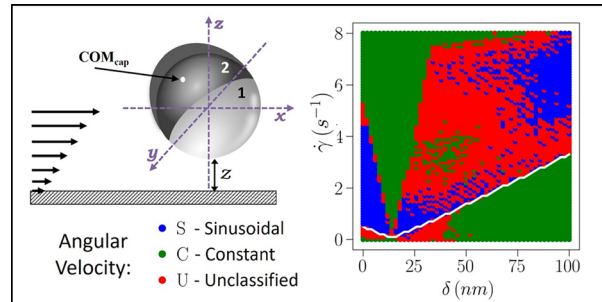 z
COM_cap
2
1
x
y
z
Angular
Velocity:
S - Sinusoidal
C - Constant
U - Unclassified
8
6
4
2
0
γ̇ (s⁻¹)
0 25 50 75 100
δ (nm)